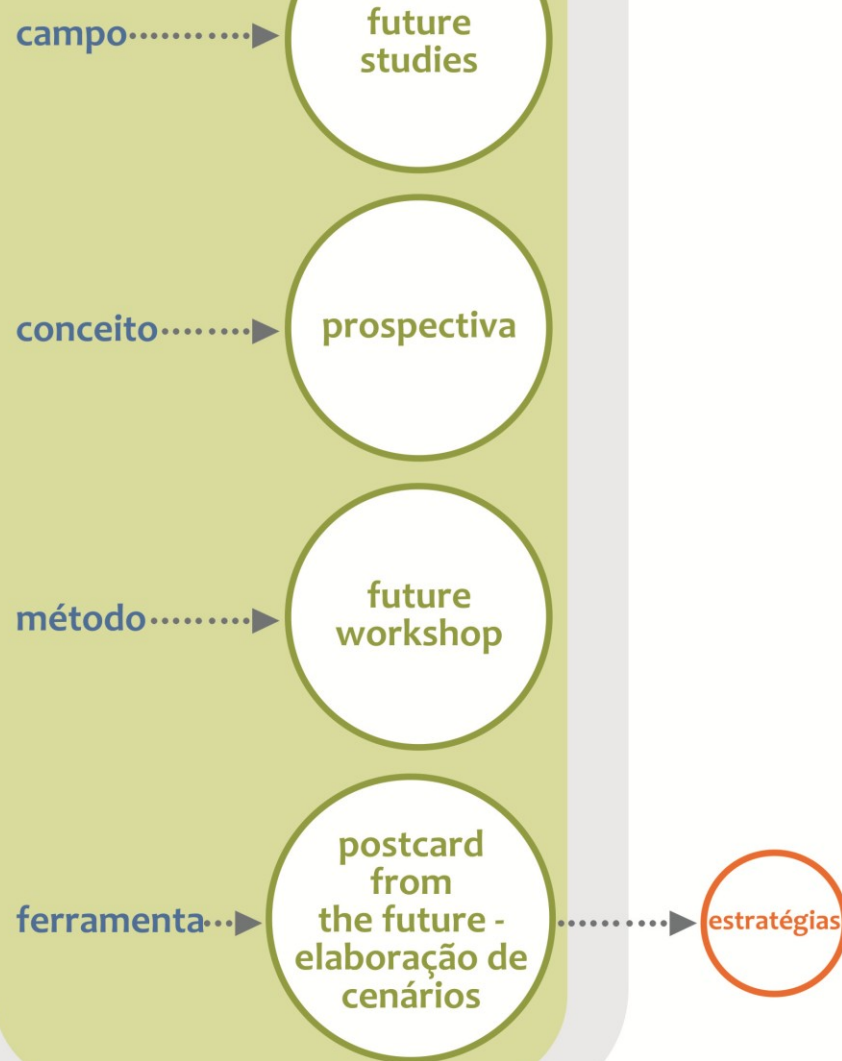 campo
future
studies
conceito
prospectiva
método
future
workshop
ferramenta
postcard
from
the future -
elaboração de
cenários
estratégias